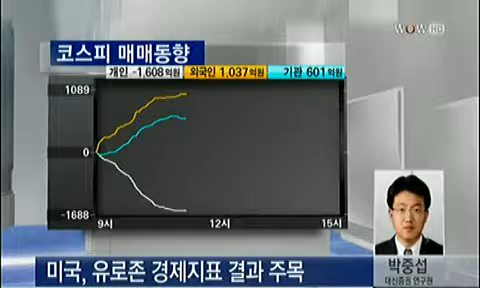 WOW HD
코스피 매매동향
개인 -1,608억원 외국인 1,037억원 기관 601억원
1089
0
-1688
9시 12시 15시
박중섭
대신증권 연구원
미국, 유로존 경제지표 결과 주목